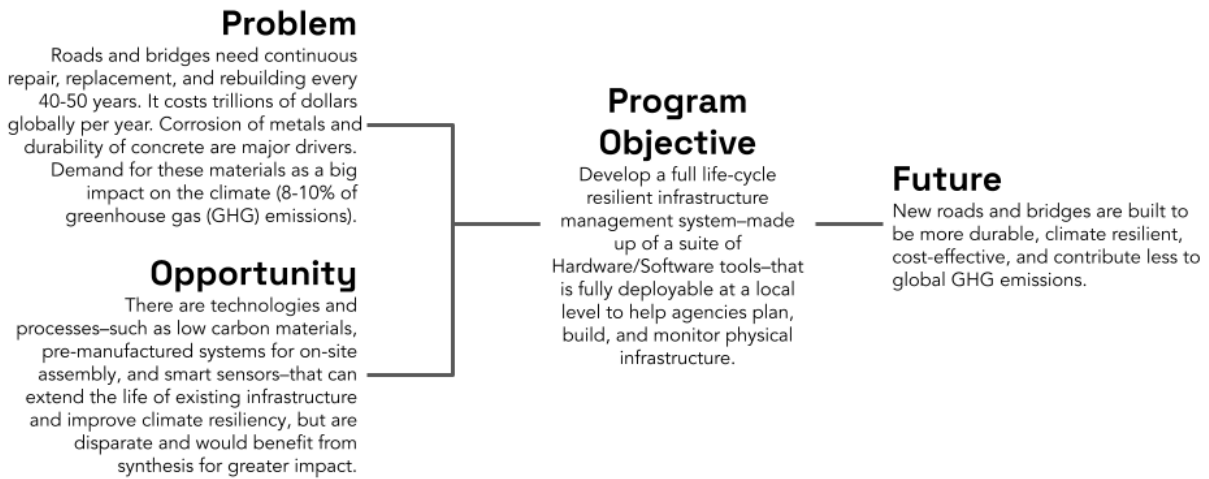 Problem
Roads and bridges need continuous
repair, replacement, and rebuilding every
40-50 years. It costs trillions of dollars
globally per year. Corrosion of metals and
durability of concrete are major drivers.
Demand for these materials as a big
impact on the climate (8-10% of
greenhouse gas (GHG) emissions).
Opportunity
There are technologies and
processes–such as low carbon materials,
pre-manufactured systems for on-site
assembly, and smart sensors–that can
extend the life of existing infrastructure
and improve climate resiliency, but are
disparate and would benefit from
synthesis for greater impact.
Program
Objective
Develop a full life-cycle
resilient infrastructure
management system–made
up of a suite of
Hardware/Software tools–that
is fully deployable at a local
level to help agencies plan,
build, and monitor physical
infrastructure.
Future
New roads and bridges are built to
be more durable, climate resilient,
cost-effective, and contribute less to
global GHG emissions.